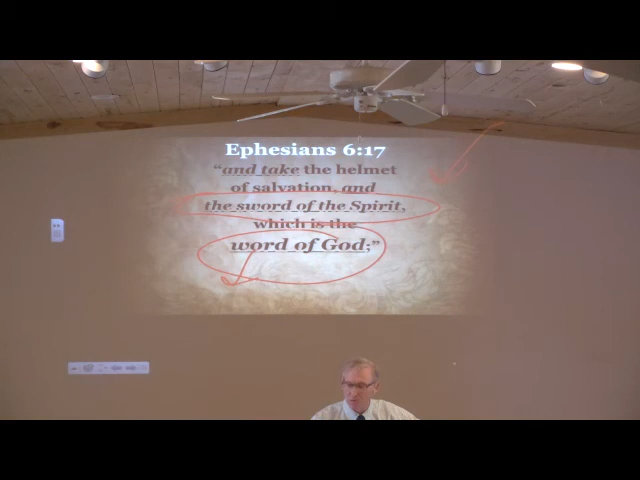 Ephesians 6:17
“and take the helmet
of salvation, and
the sword of the Spirit,
which is the
word of God;”